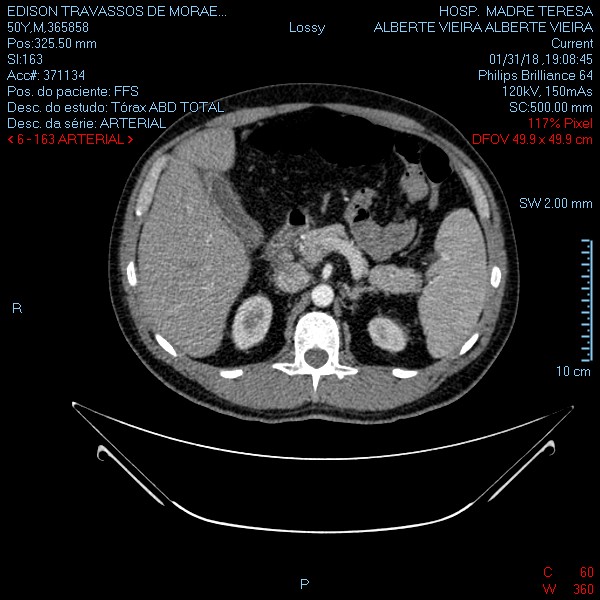 EDISON TRAVASSOS DE MORAE...
50Y,M,365858
Pos:325.50 mm
SI:163
Acc#: 371134
Pos. do paciente: FFS
Desc. do estudo: Tórax ABD TOTAL
Desc. da série: ARTERIAL
< 6 - 163 ARTERIAL >
Lossy
HOSP. MADRE TERESA
ALBERTE VIEIRA ALBERTE VIEIRA
Current
01/31/18 ,19:08:45
Philips Brilliance 64
120kV, 150mAs
SC:500.00 mm
117% Pixel
DFOV 49.9 x 49.9 cm
SW 2.00 mm
R
10 cm
P
C 60
W 360